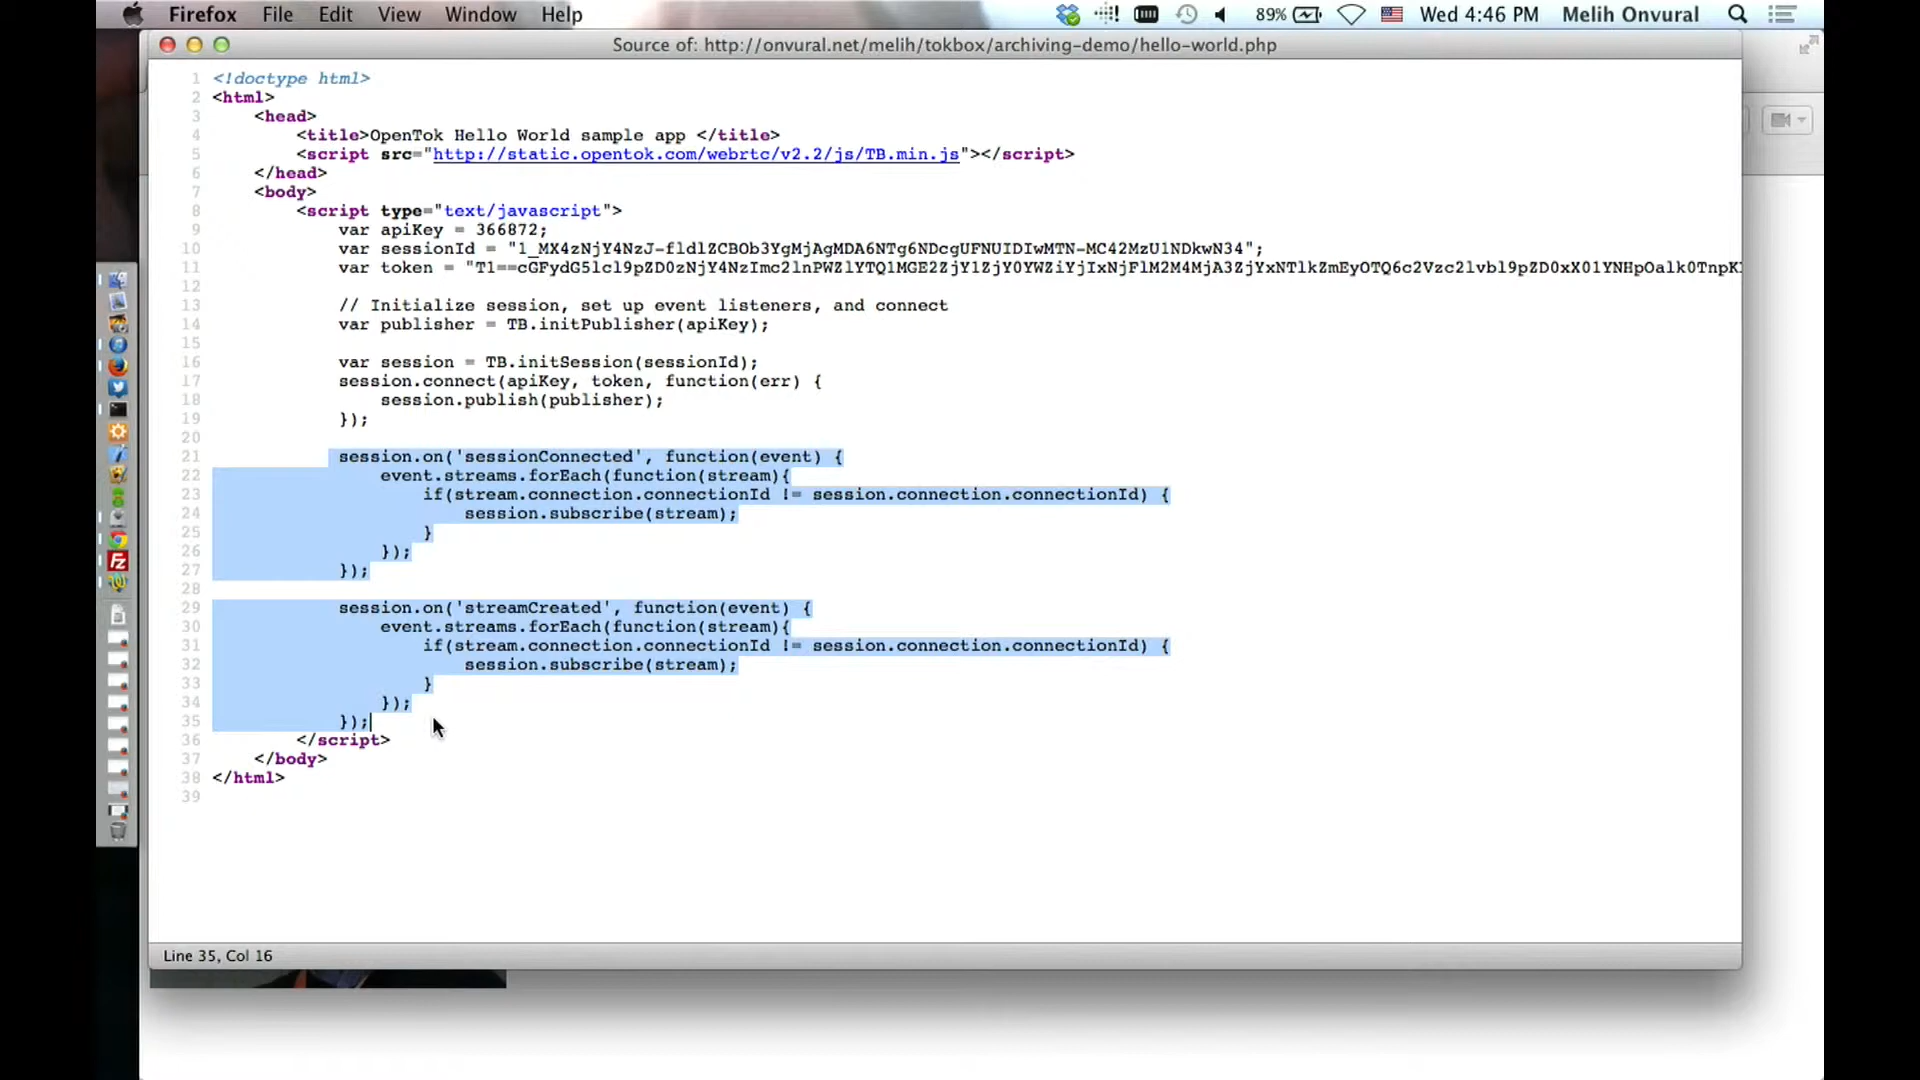 Firefox File Edit View Window Help 89% Wed 4:46 PM Melih Onvural
Source of: http://onvural.net/melih/tokbox/archiving-demo/hello-world.php
1 <!doctype html>
2 <html>
3 <head>
4 <title>OpenTok Hello World sample app </title>
5 <script src="http://static.opentok.com/webrtc/v2.2/js/TB.min.js"></script>
6 </head>
7 <body>
8 <script type="text/javascript">
9 var apiKey = 366872;
10 var sessionId = "1_MX4zNjY4NzJ-fldlZCBOb3YgMjAgMDA6NTg6NDcgUFNUIDIwMTN-MC42MzU1NDkwN34";
11 var token =
12
13 // Initialize session, set up event listeners, and connect
14 var publisher = TB.initPublisher(apiKey);
15
16 var session = TB.initSession(sessionId);
17 session.connect(apiKey, token, function(err) {
18 session.publish(publisher);
19 });
20
21 session.on('sessionConnected', function(event) {
22 event.streams.forEach(function(stream){
23 if(stream.connection.connectionId != session.connection.connectionId) {
24 session.subscribe(stream);
25 }
26 });
27 });
28
29 session.on('streamCreated', function(event) {
30 event.streams.forEach(function(stream){
31 if(stream.connection.connectionId != session.connection.connectionId) {
32 session.subscribe(stream);
33 }
34 });
35 });
36 </script>
37 </body>
38 </html>
39
Line 35, Col 16